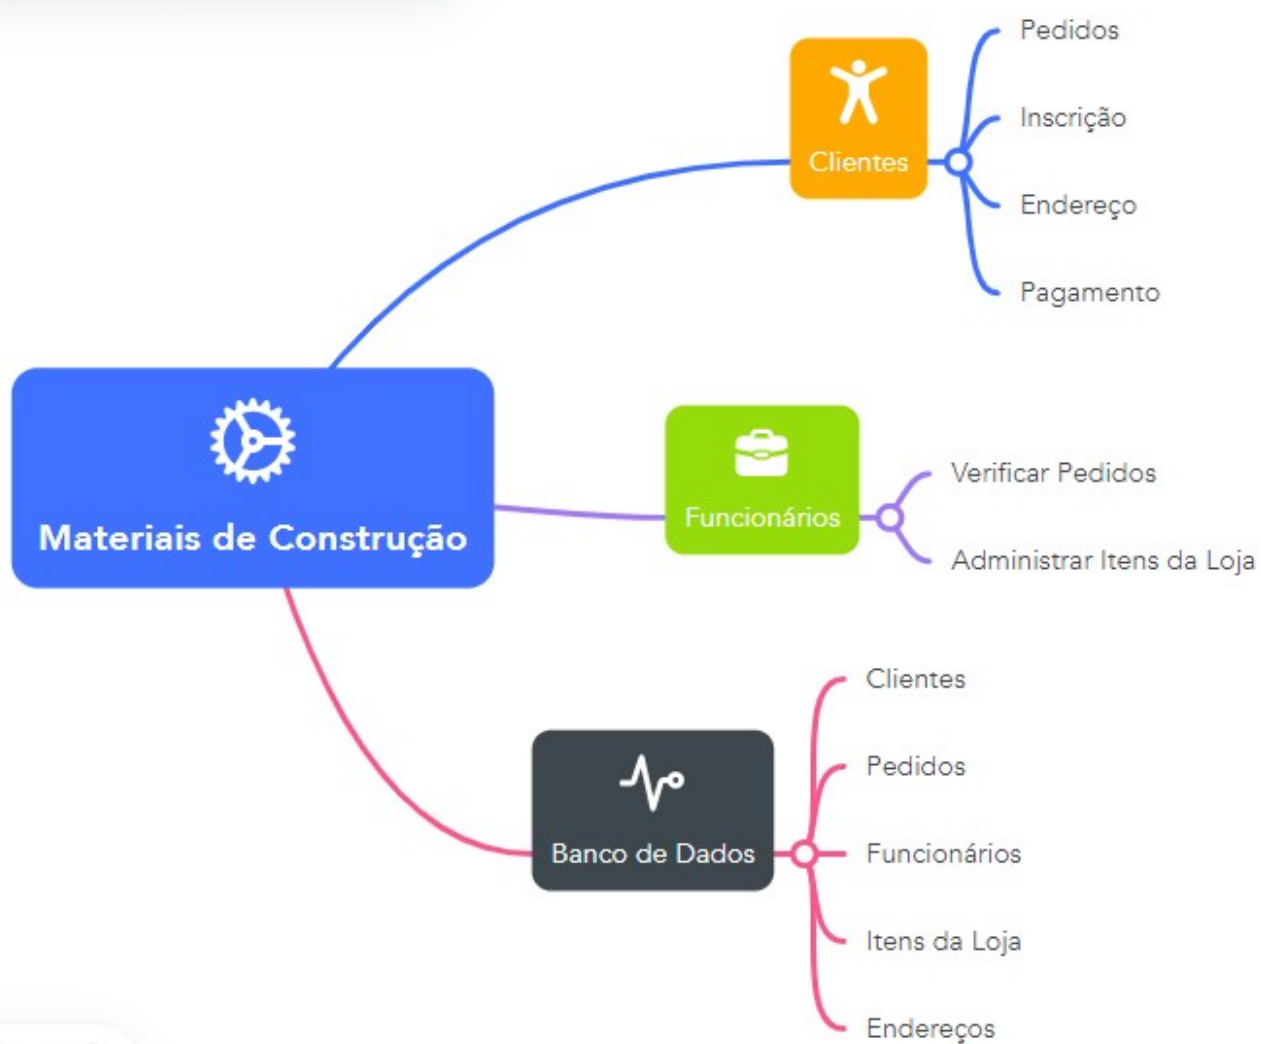 Materiais de Construção
Clientes
Pedidos
Inscrição
Endereço
Pagamento
Funcionários
Verificar Pedidos
Administrar Itens da Loja
Banco de Dados
Clientes
Pedidos
Funcionários
Itens da Loja
Endereços